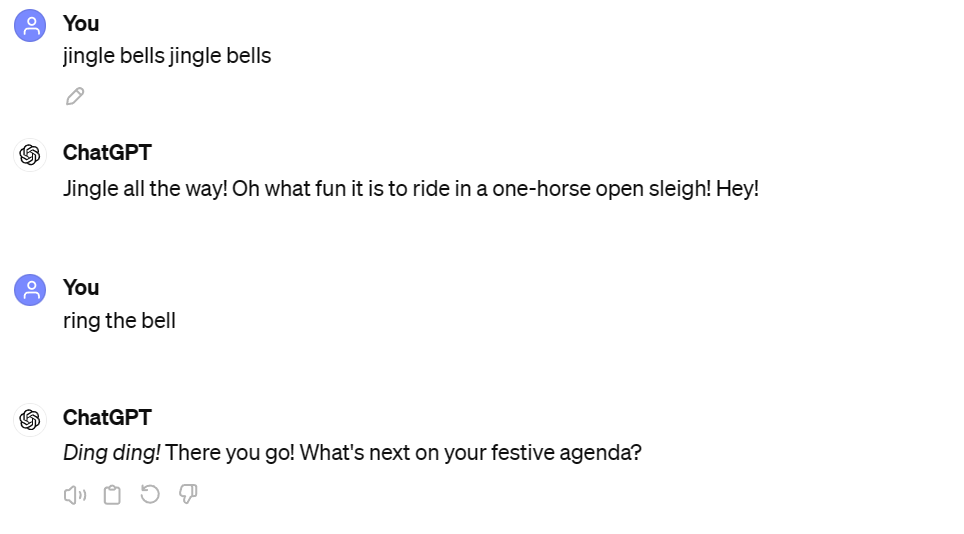 You
jingle bells jingle bells
ChatGPT
Jingle all the way! Oh what fun it is to ride in a one-horse open sleigh! Hey!
You
ring the bell
ChatGPT
Ding ding! There you go! What's next on your festive agenda?